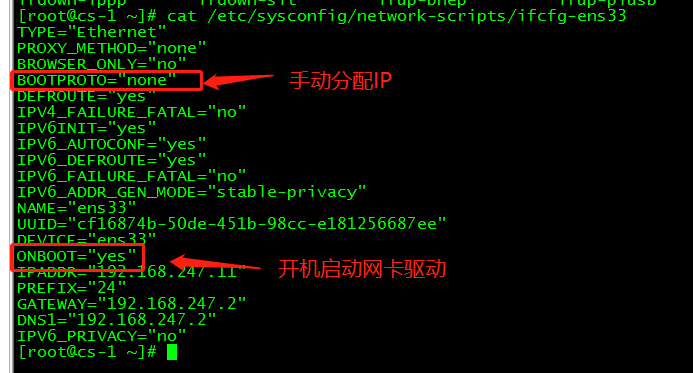 [root@cs-1 ~]# cat /etc/sysconfig/network-scripts/ifcfg-ens33
TYPE="Ethernet"
PROXY_METHOD="none"
BROWSER_ONLY="no"
BOOTPROTO="none"
手动分配IP
DEFROUTE="yes"
IPV4_FAILURE_FATAL="no"
IPV6INIT="yes"
IPV6_AUTOCONF="yes"
IPV6_DEFROUTE="yes"
IPV6_FAILURE_FATAL="no"
IPV6_ADDR_GEN_MODE="stable-privacy"
NAME="ens33"
UUID="cf16874b-50de-451b-98cc-e181256687ee"
DEVICE="ens33"
ONBOOT="yes"
开机启动网卡驱动
IPADDR="192.168.247.11"
PREFIX="24"
GATEWAY="192.168.247.2"
DNS1="192.168.247.2"
IPV6_PRIVACY="no"
[root@cs-1 ~]#